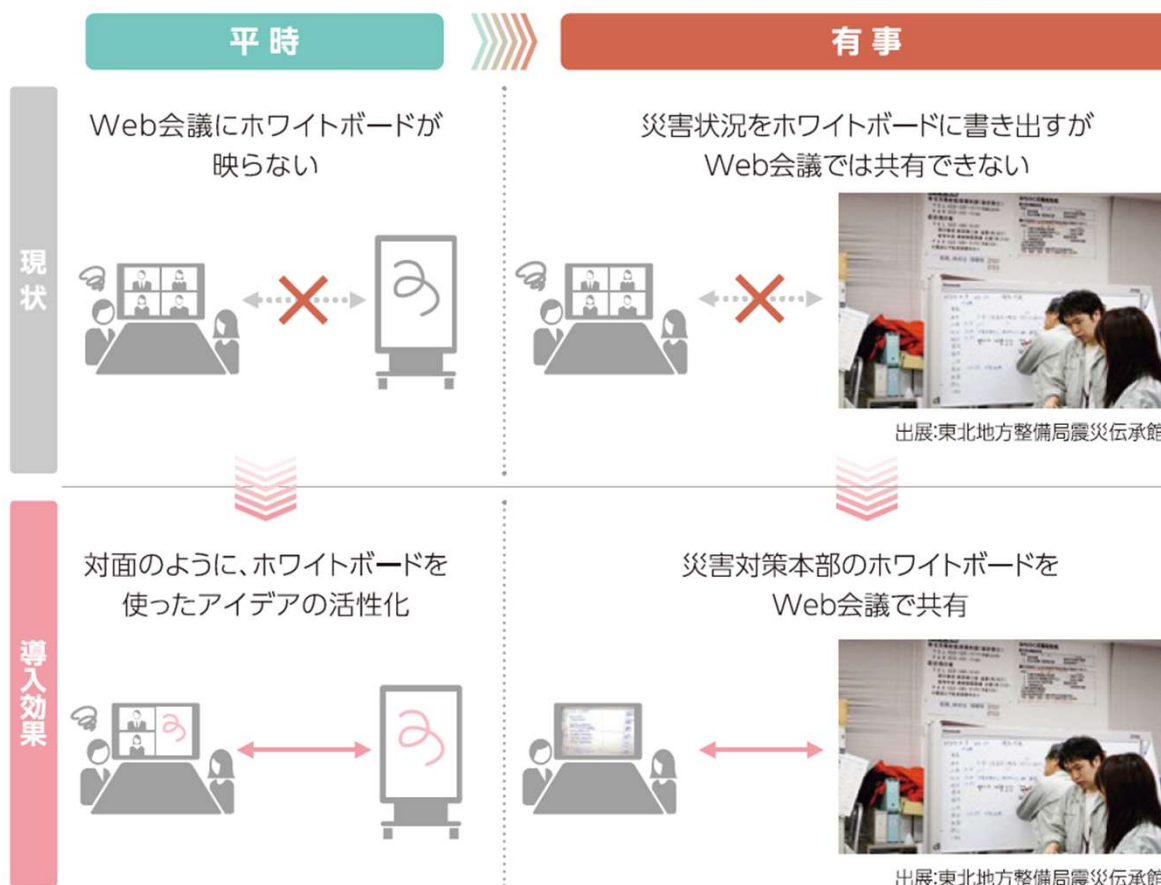 平時
有事
現状
Web会議にホワイトボードが
映らない
災害状況をホワイトボードに書き出すが
Web会議では共有できない
あ
出展:東北地方整備局震災伝承館
導入効果
対面のように、ホワイトボードを
使ったアイデアの活性化
災害対策本部のホワイトボードを
Web会議で共有
あ
あ
出展:東北地方整備局震災伝承館